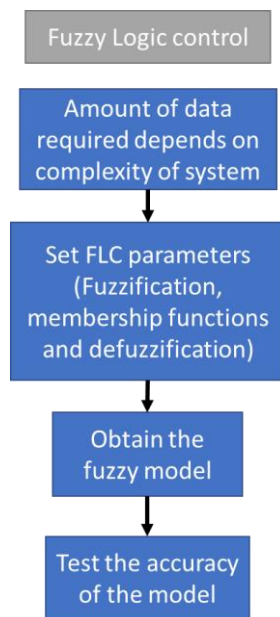 Fuzzy Logic control
Amount of data
required depends on
complexity of system
Set FLC parameters
(Fuzzification,
membership functions
and defuzzification)
Obtain the
fuzzy model
Test the accuracy
of the model